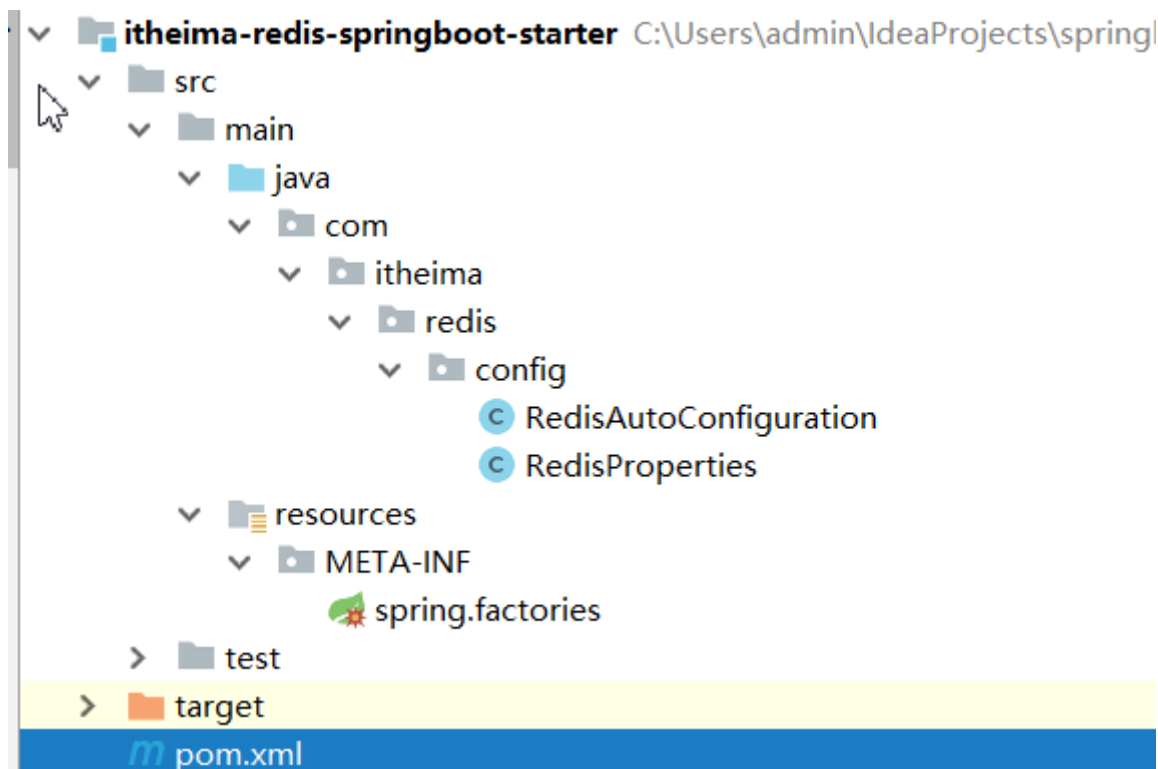 itheima-redis-springboot-starter C:\Users\admin\IdeaProjects\spring
src
main
java
com
itheima
redis
config
C RedisAutoConfiguration
C RedisProperties
resources
META-INF
spring.factories
test
target
m pom.xml